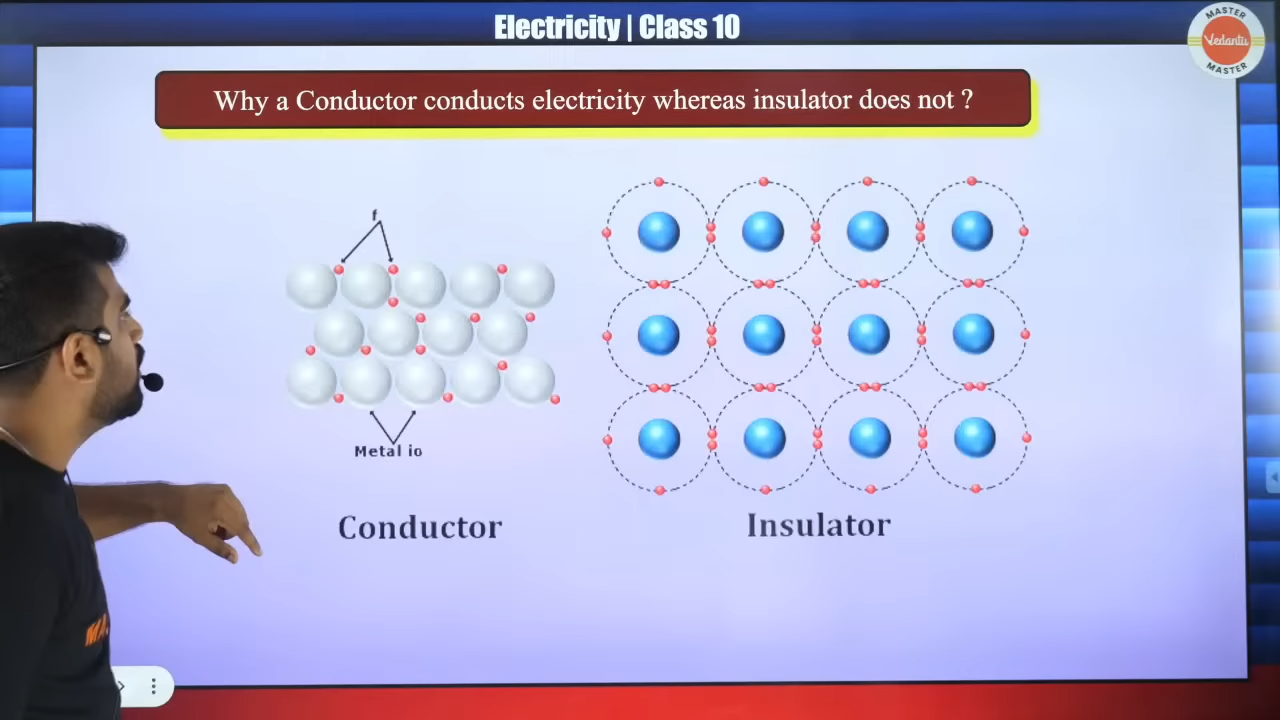 Electricity | Class 10
MASTER
Vedantu
MASTER
Why a Conductor conducts electricity whereas insulator does not ?
f
Metal io
Conductor
Insulator